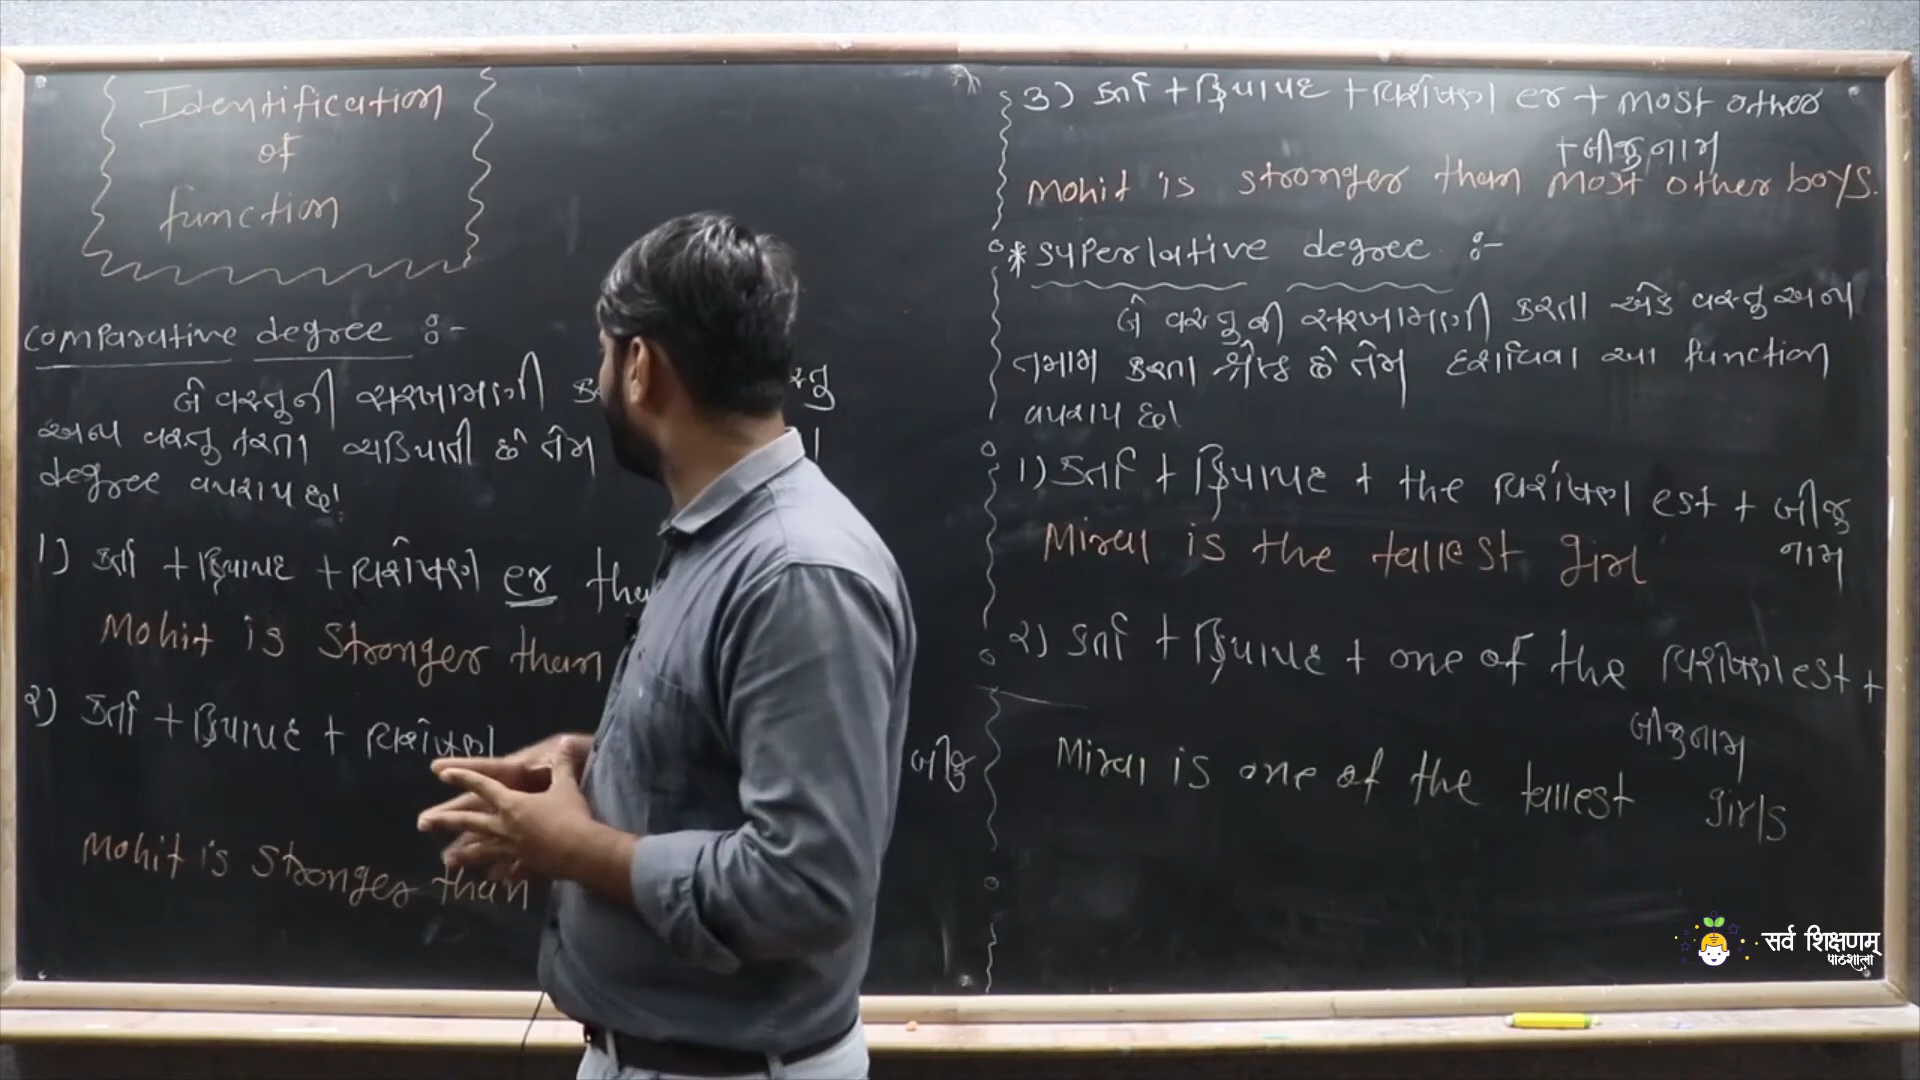 Identification
of
function
comparative degree :-
બે વસ્તુની સરખામણી
અન્ય વસ્તુ કરતા ચડિયાતી છે તેમ
degree વપરાય છે!
1) કર્તા + ક્રિયાપદ + વિશેષણ er
Mohit is stronger than
૨) કર્તા + ક્રિયાપદ + વિશેષણ
બીજુ
Mohit is stronger than
3) કર્તા + ક્રિયાપદ + વિશેષણ er + most other
+ બીજુ નામ
Mohit is stronger than most other boys.
* superlative degree :-
બે વસ્તુની સરખામણી કરતા એક વસ્તુ અન્ય
તમામ કરતા શ્રેષ્ઠ છે તેમ દર્શાવવા આ function
વપરાય છે!
1) કર્તા + ક્રિયાપદ + the વિશેષણ est + બીજુ
નામ
Miral is the tallest girl
૨) કર્તા + ક્રિયાપદ + one of the વિશેષણ est +
બીજુ નામ
Miral is one of the tallest girls
सर्व शिक्षणम्
पाठशाला